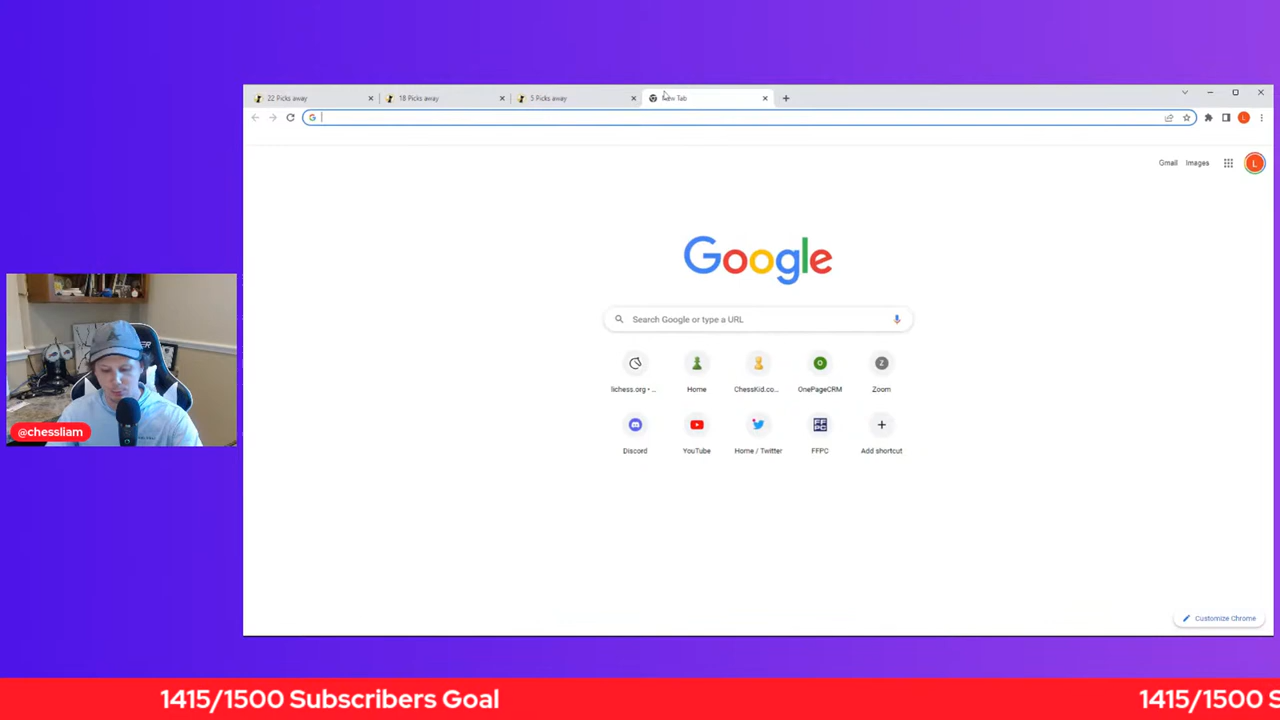 22 Picks away
18 Picks away
5 Picks away
New Tab
Gmail
Images
L
Google
Search Google or type a URL
lichess.org • ...
Home
ChessKid.co...
OnePageCRM
Zoom
Discord
YouTube
Home / Twitter
FFPC
Add shortcut
@chessliam
Customize Chrome
1415/1500 Subscribers Goal
1415/1500 S